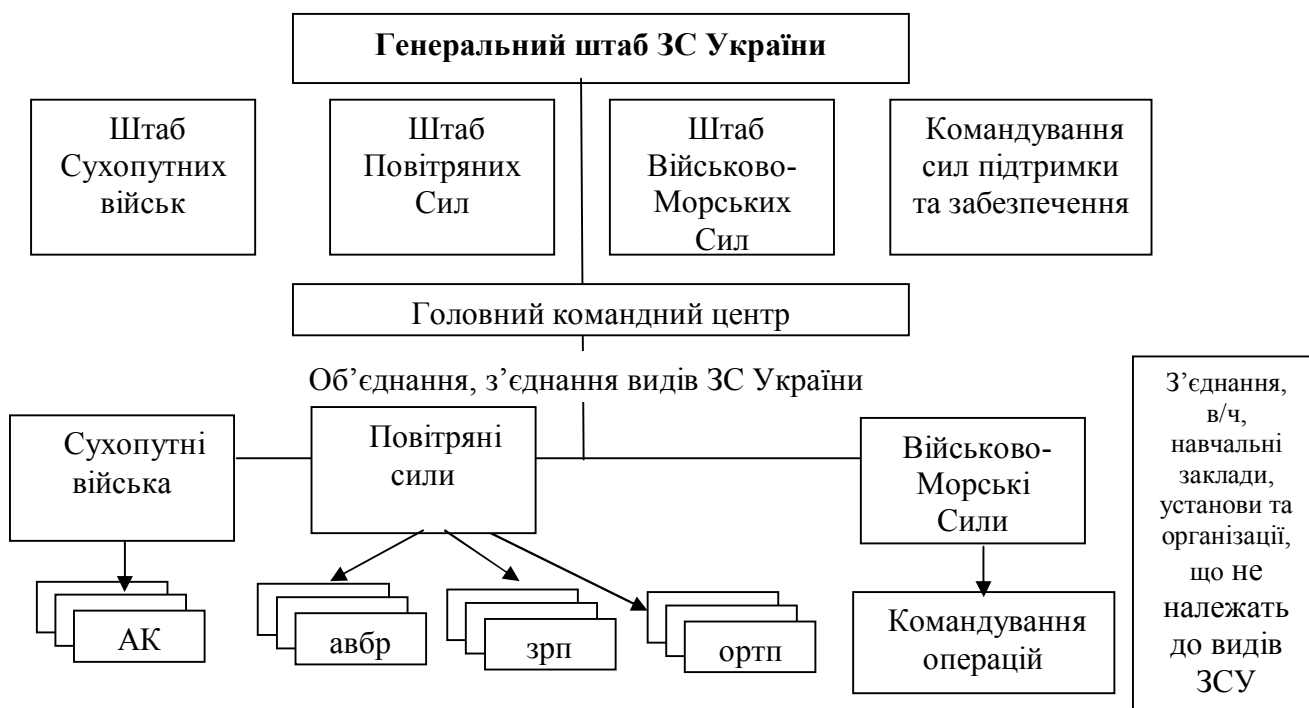 Генеральний штаб ЗС України
Штаб
Сухопутних
військ
Штаб
Повітряних
Сил
Штаб
Військово-
Морських
Сил
Командування
сил підтримки
та забезпечення
Головний командний центр
Об’єднання, з’єднання видів ЗС України
Сухопутні
війська
Повітряні
сили
Військово-
Морські
Сили
З’єднання,
в/ч,
навчальні
заклади,
установи та
організації,
що не
належать
до видів
ЗСУ
АК
авбр
зрп
ортп
Командування
операцій